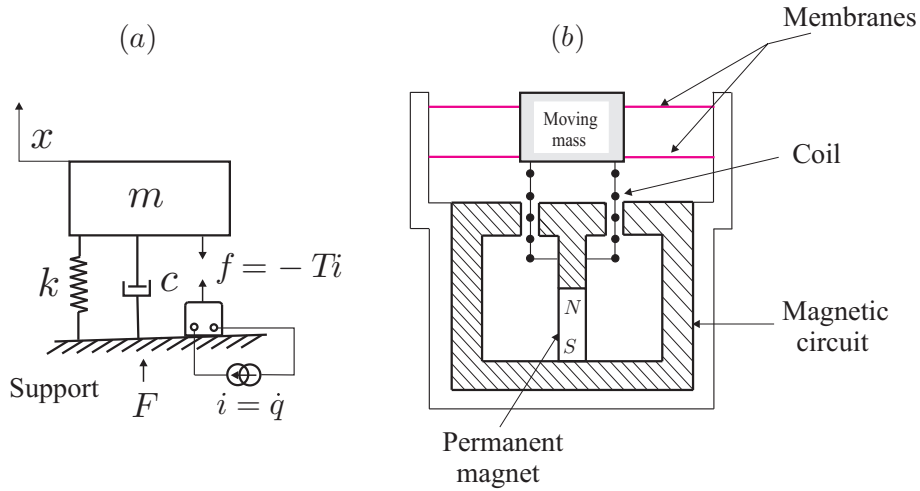 (a)
x
m
k
c
f = − Ti
Support
F
i = q̇
(b)
Membranes
Moving
mass
Coil
N
S
Magnetic
circuit
Permanent
magnet